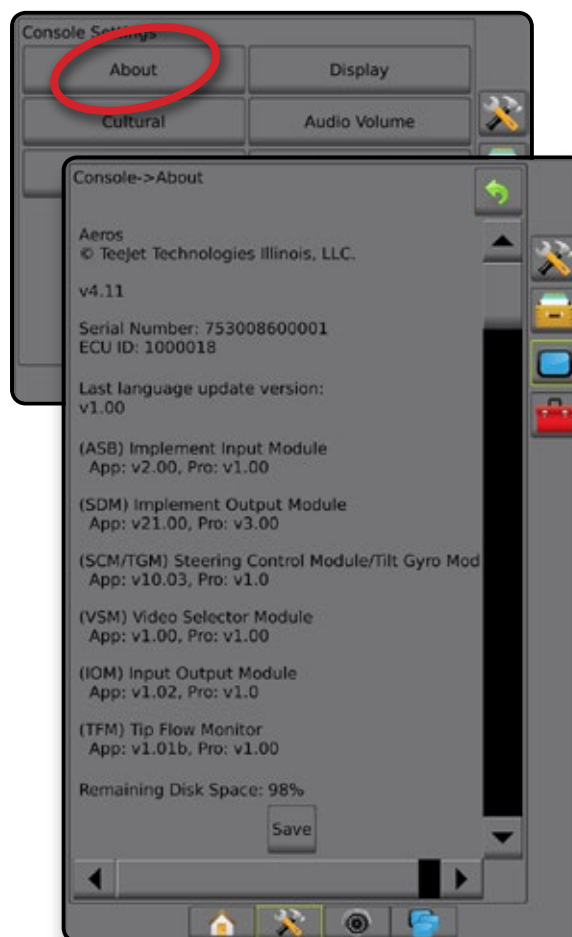 Console Settings
About
Display
Cultural
Audio Volume
Console->About
Aeros
© TeeJet Technologies Illinois, LLC.
v4.11
Serial Number: 753008600001
ECU ID: 1000018
Last language update version:
v1.00
(ASB) Implement Input Module
App: v2.00, Pro: v1.00
(SDM) Implement Output Module
App: v21.00, Pro: v3.00
(SCM/TGM) Steering Control Module/Tilt Gyro Mod
App: v10.03, Pro: v1.0
(VSM) Video Selector Module
App: v1.00, Pro: v1.00
(IOM) Input Output Module
App: v1.02, Pro: v1.0
(TFM) Tip Flow Monitor
App: v1.01b, Pro: v1.00
Remaining Disk Space: 98%
Save